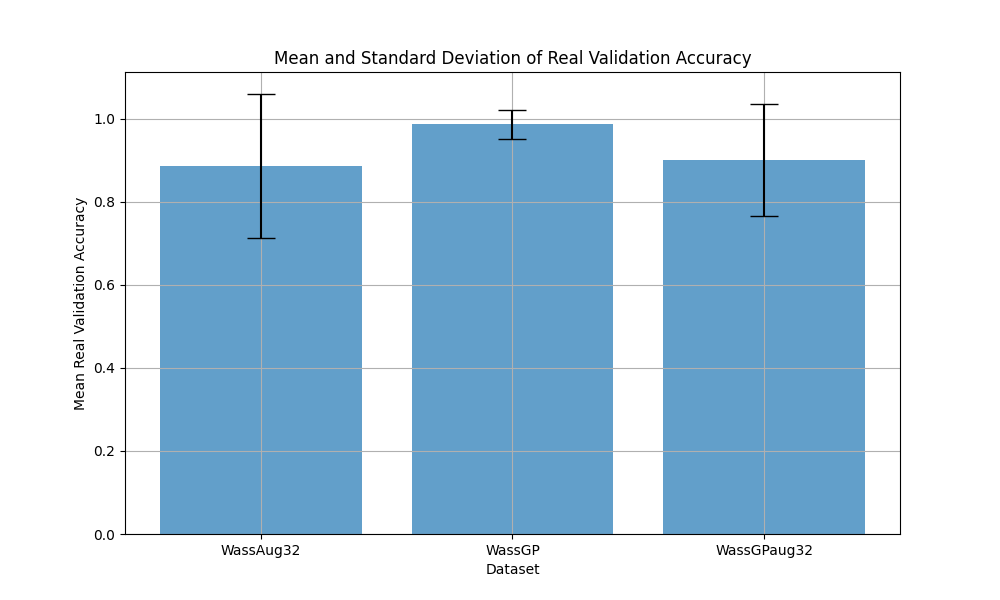 Mean and Standard Deviation of Real Validation Accuracy
Mean Real Validation Accuracy
1.0
0.8
0.6
0.4
0.2
0.0
WassAug32
WassGP
WassGPaug32
Dataset